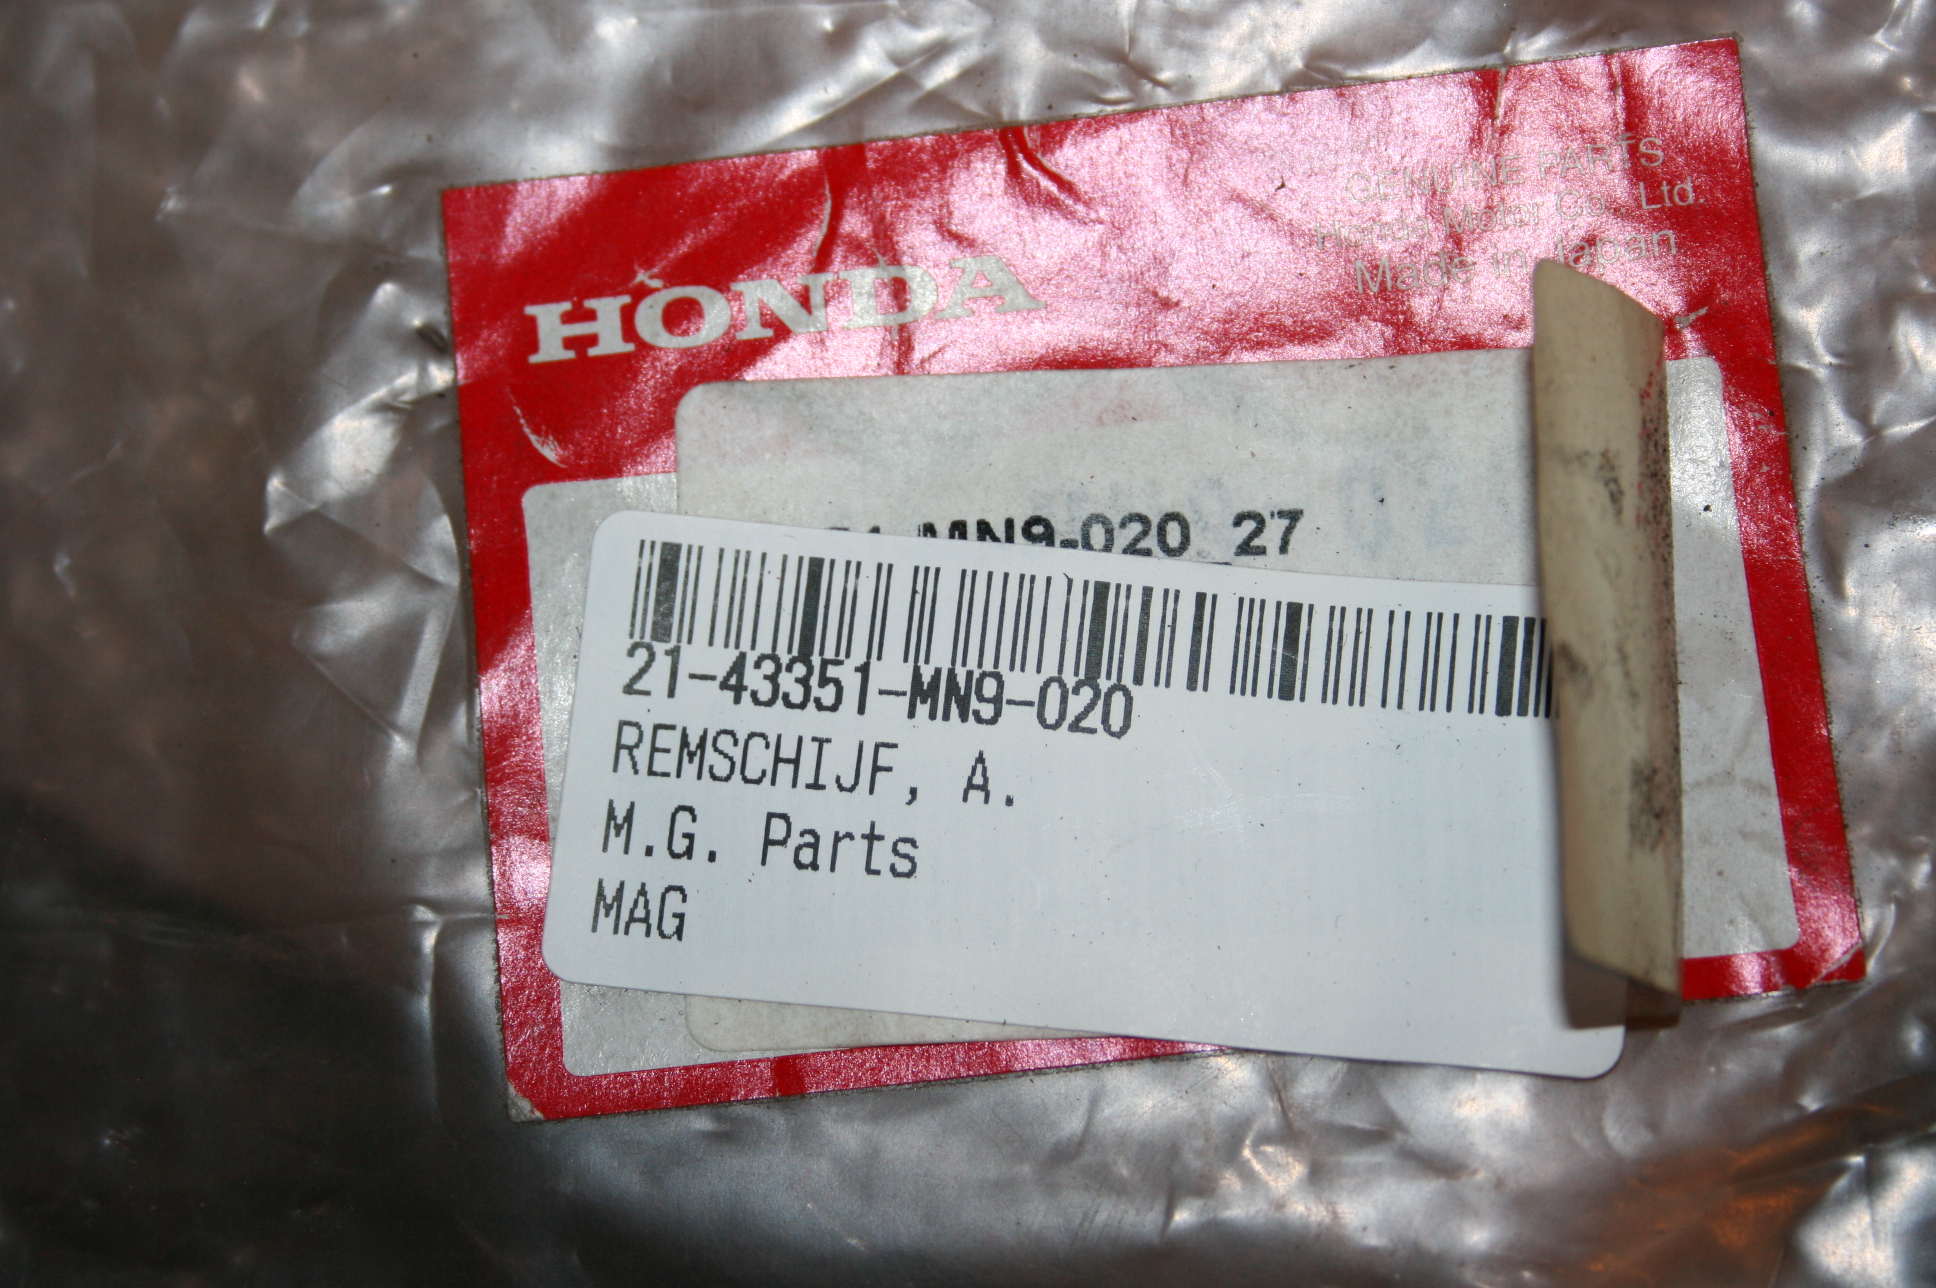 GENUINE PARTS
Honda Motor Co., Ltd.
Made in Japan
HONDA
MN9-020 27
21-43351-MN9-020
REMSCHIJF, A.
M.G. Parts
MAG